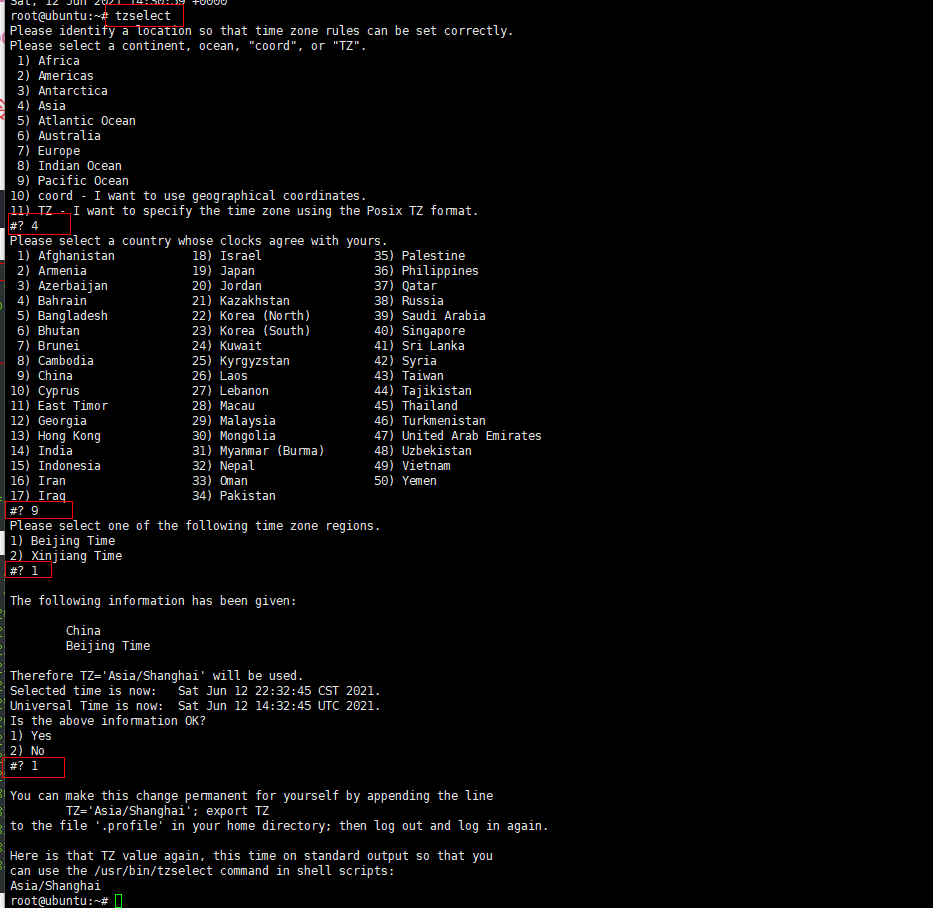 Sat, 12 Jun 2021 14:30:39 +0000
root@ubuntu:~# tzselect
Please identify a location so that time zone rules can be set correctly.
Please select a continent, ocean, "coord", or "TZ".
 1) Africa
 2) Americas
 3) Antarctica
 4) Asia
 5) Atlantic Ocean
 6) Australia
 7) Europe
 8) Indian Ocean
 9) Pacific Ocean
10) coord - I want to use geographical coordinates.
11) TZ - I want to specify the time zone using the Posix TZ format.
#? 4
Please select a country whose clocks agree with yours.
 1) Afghanistan           18) Israel                35) Palestine
 2) Armenia               19) Japan                 36) Philippines
 3) Azerbaijan            20) Jordan                37) Qatar
 4) Bahrain               21) Kazakhstan            38) Russia
 5) Bangladesh            22) Korea (North)         39) Saudi Arabia
 6) Bhutan                23) Korea (South)         40) Singapore
 7) Brunei                24) Kuwait                41) Sri Lanka
 8) Cambodia              25) Kyrgyzstan            42) Syria
 9) China                 26) Laos                  43) Taiwan
10) Cyprus                27) Lebanon               44) Tajikistan
11) East Timor            28) Macau                 45) Thailand
12) Georgia               29) Malaysia              46) Turkmenistan
13) Hong Kong             30) Mongolia              47) United Arab Emirates
14) India                 31) Myanmar (Burma)       48) Uzbekistan
15) Indonesia             32) Nepal                 49) Vietnam
16) Iran                  33) Oman                  50) Yemen
17) Iraq                  34) Pakistan
#? 9
Please select one of the following time zone regions.
1) Beijing Time
2) Xinjiang Time
#? 1
The following information has been given:
China
Beijing Time
Therefore TZ='Asia/Shanghai' will be used.
Selected time is now:   Sat Jun 12 22:32:45 CST 2021.
Universal Time is now:  Sat Jun 12 14:32:45 UTC 2021.
Is the above information OK?
1) Yes
2) No
#? 1
You can make this change permanent for yourself by appending the line
TZ='Asia/Shanghai'; export TZ
to the file '.profile' in your home directory; then log out and log in again.
Here is that TZ value again, this time on standard output so that you
can use the /usr/bin/tzselect command in shell scripts:
Asia/Shanghai
root@ubuntu:~#